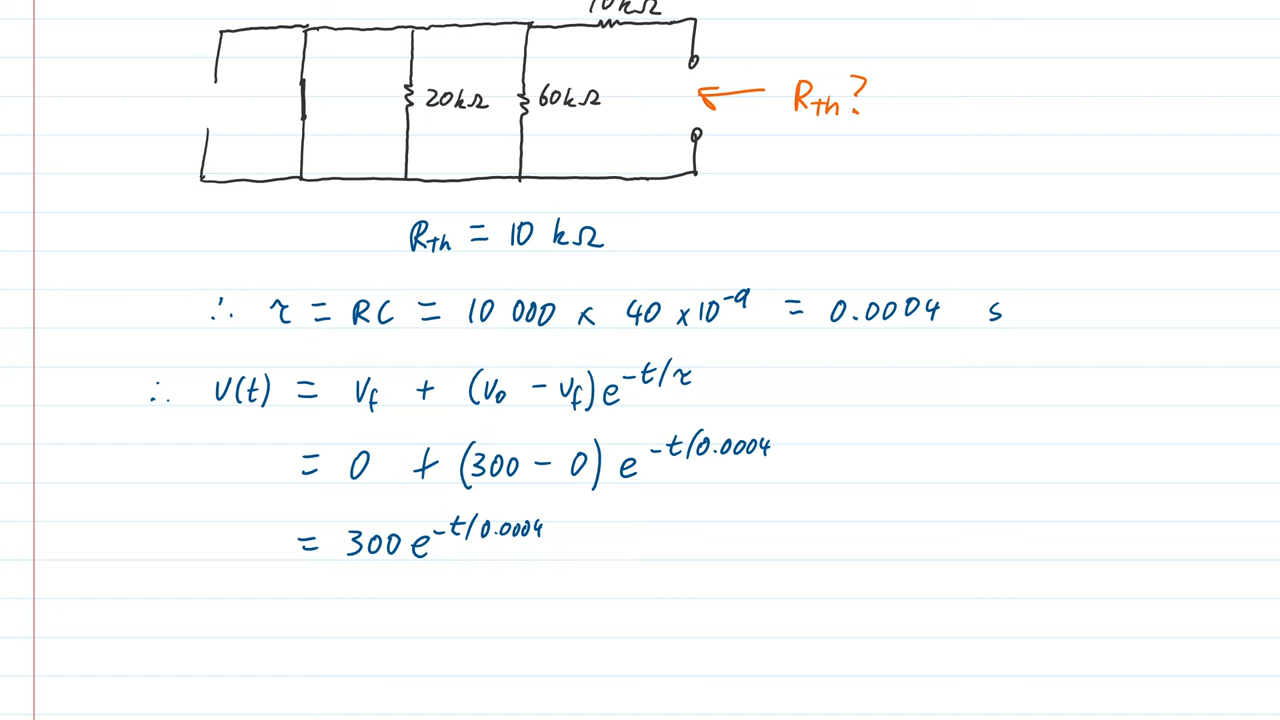 10kΩ
20kΩ
60kΩ
Rth?
Rth = 10 kΩ
∴ τ = RC = 10 000 × 40 ×10⁻⁹ = 0.0004 s
∴ v(t) = Vf + (V₀ - Vf)e^-t/τ
= 0 + (300 - 0) e^-t/0.0004
= 300 e^-t/0.0004